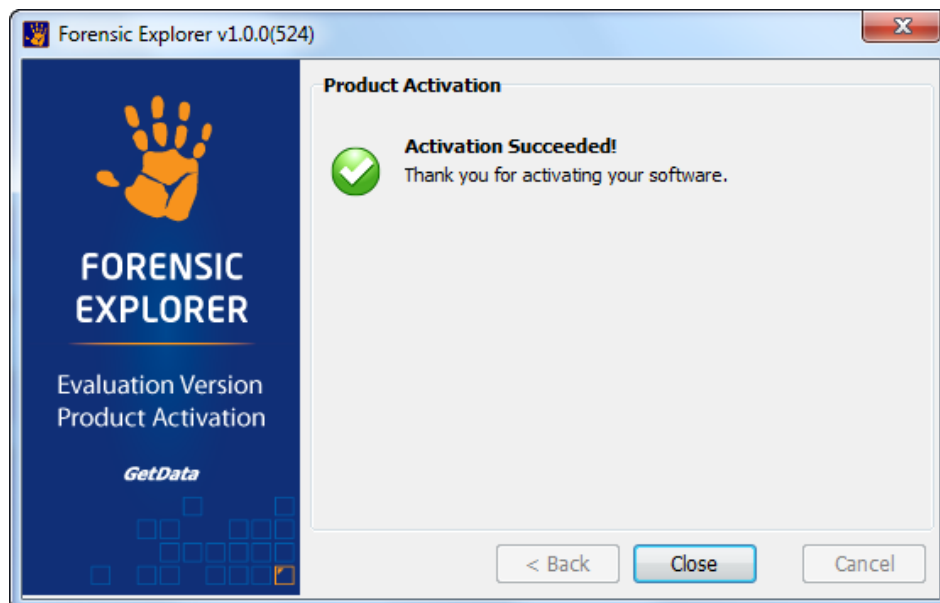 Forensic Explorer v1.0.0(524)
FORENSIC
EXPLORER
Evaluation Version
Product Activation
GetData
Product Activation
Activation Succeeded!
Thank you for activating your software.
< Back
Close
Cancel